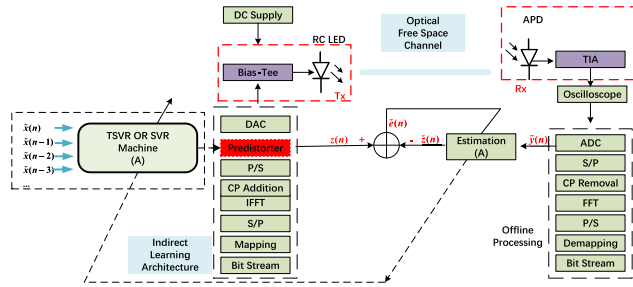 DC Supply
RC LED
Bias-Tee
Tx
Optical
Free Space
Channel
APD
TIA
Rx
Oscilloscope
x̄(n)
x̄(n−1)
x̄(n−2)
x̄(n−3)
...
TSVR OR SVR
Machine
(A)
DAC
Predistorter
P/S
CP Addition
IFFT
S/P
Mapping
Bit Stream
z(n)
+
ẽ(n)
-
z̃(n)
Estimation
(A)
ỹ(n)
ADC
S/P
CP Removal
FFT
P/S
Demapping
Bit Stream
Indirect
Learning
Architecture
Offline
Processing